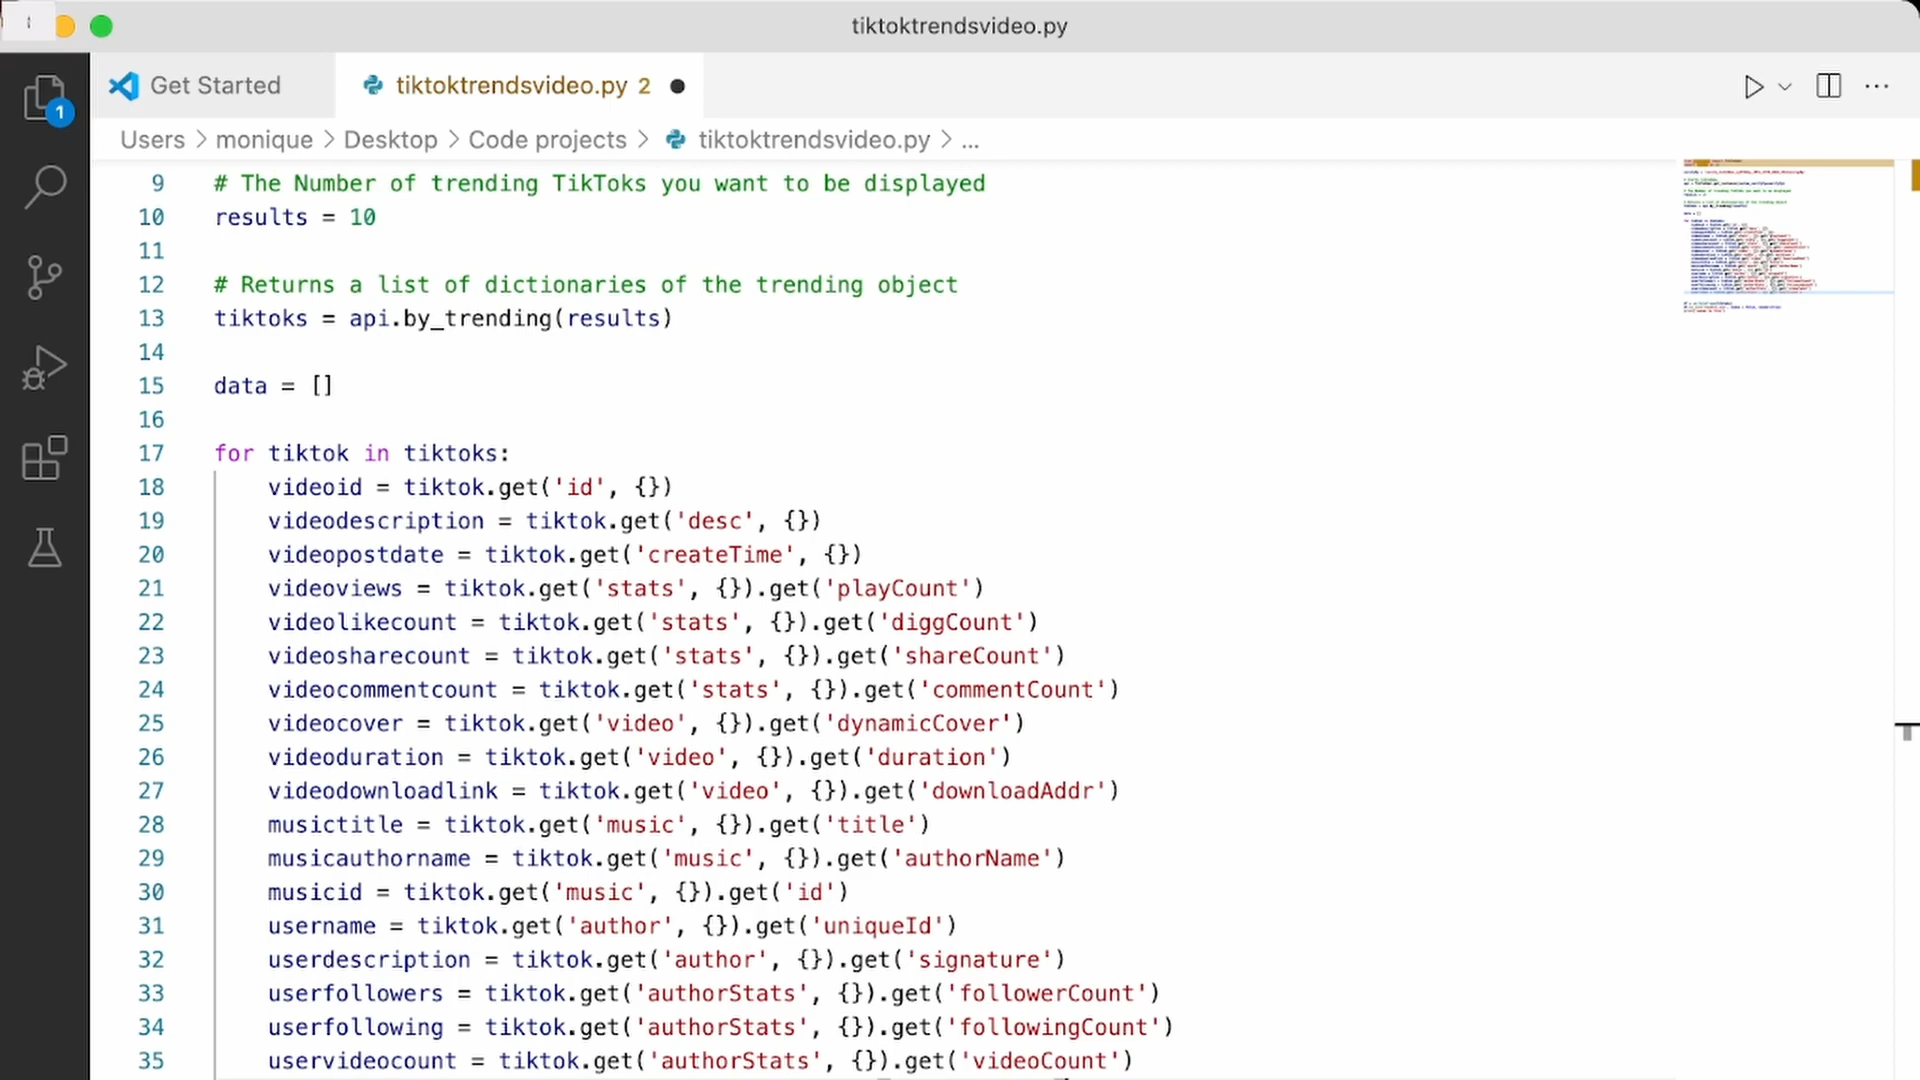 tiktoktrendsvideo.py
Get Started
tiktoktrendsvideo.py 2
1
Users > monique > Desktop > Code projects > tiktoktrendsvideo.py > ...
9 # The Number of trending TikToks you want to be displayed
10 results = 10
11
12 # Returns a list of dictionaries of the trending object
13 tiktoks = api.by_trending(results)
14
15 data = []
16
17 for tiktok in tiktoks:
18 videoid = tiktok.get('id', {})
19 videodescription = tiktok.get('desc', {})
20 videopostdate = tiktok.get('createTime', {})
21 videoviews = tiktok.get('stats', {}).get('playCount')
22 videolikecount = tiktok.get('stats', {}).get('diggCount')
23 videosharecount = tiktok.get('stats', {}).get('shareCount')
24 videocommentcount = tiktok.get('stats', {}).get('commentCount')
25 videocover = tiktok.get('video', {}).get('dynamicCover')
26 videoduration = tiktok.get('video', {}).get('duration')
27 videodownloadlink = tiktok.get('video', {}).get('downloadAddr')
28 musictitle = tiktok.get('music', {}).get('title')
29 musicauthorname = tiktok.get('music', {}).get('authorName')
30 musicid = tiktok.get('music', {}).get('id')
31 username = tiktok.get('author', {}).get('uniqueId')
32 userdescription = tiktok.get('author', {}).get('signature')
33 userfollowers = tiktok.get('authorStats', {}).get('followerCount')
34 userfollowing = tiktok.get('authorStats', {}).get('followingCount')
35 uservideocount = tiktok.get('authorStats', {}).get('videoCount')